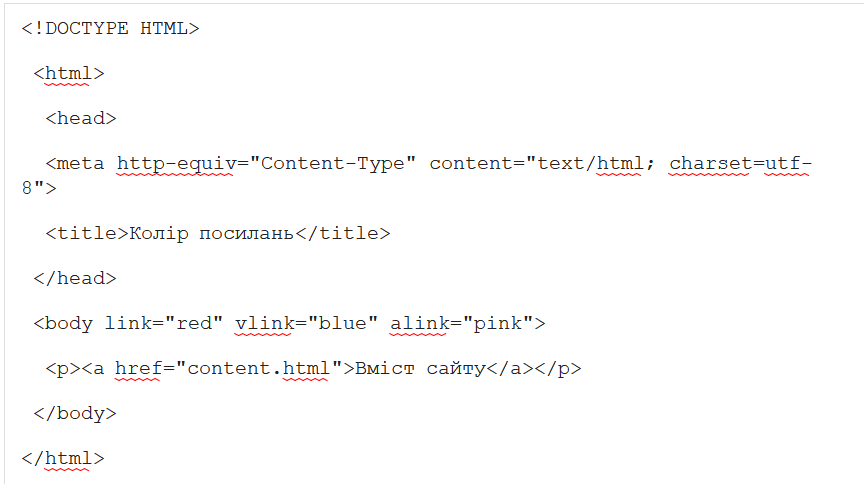 <!DOCTYPE HTML>
<html>
<head>
<meta http-equiv="Content-Type" content="text/html; charset=utf-
8">
<title>Колір посилань</title>
</head>
<body link="red" vlink="blue" alink="pink">
<p><a href="content.html">Вміст сайту</a></p>
</body>
</html>